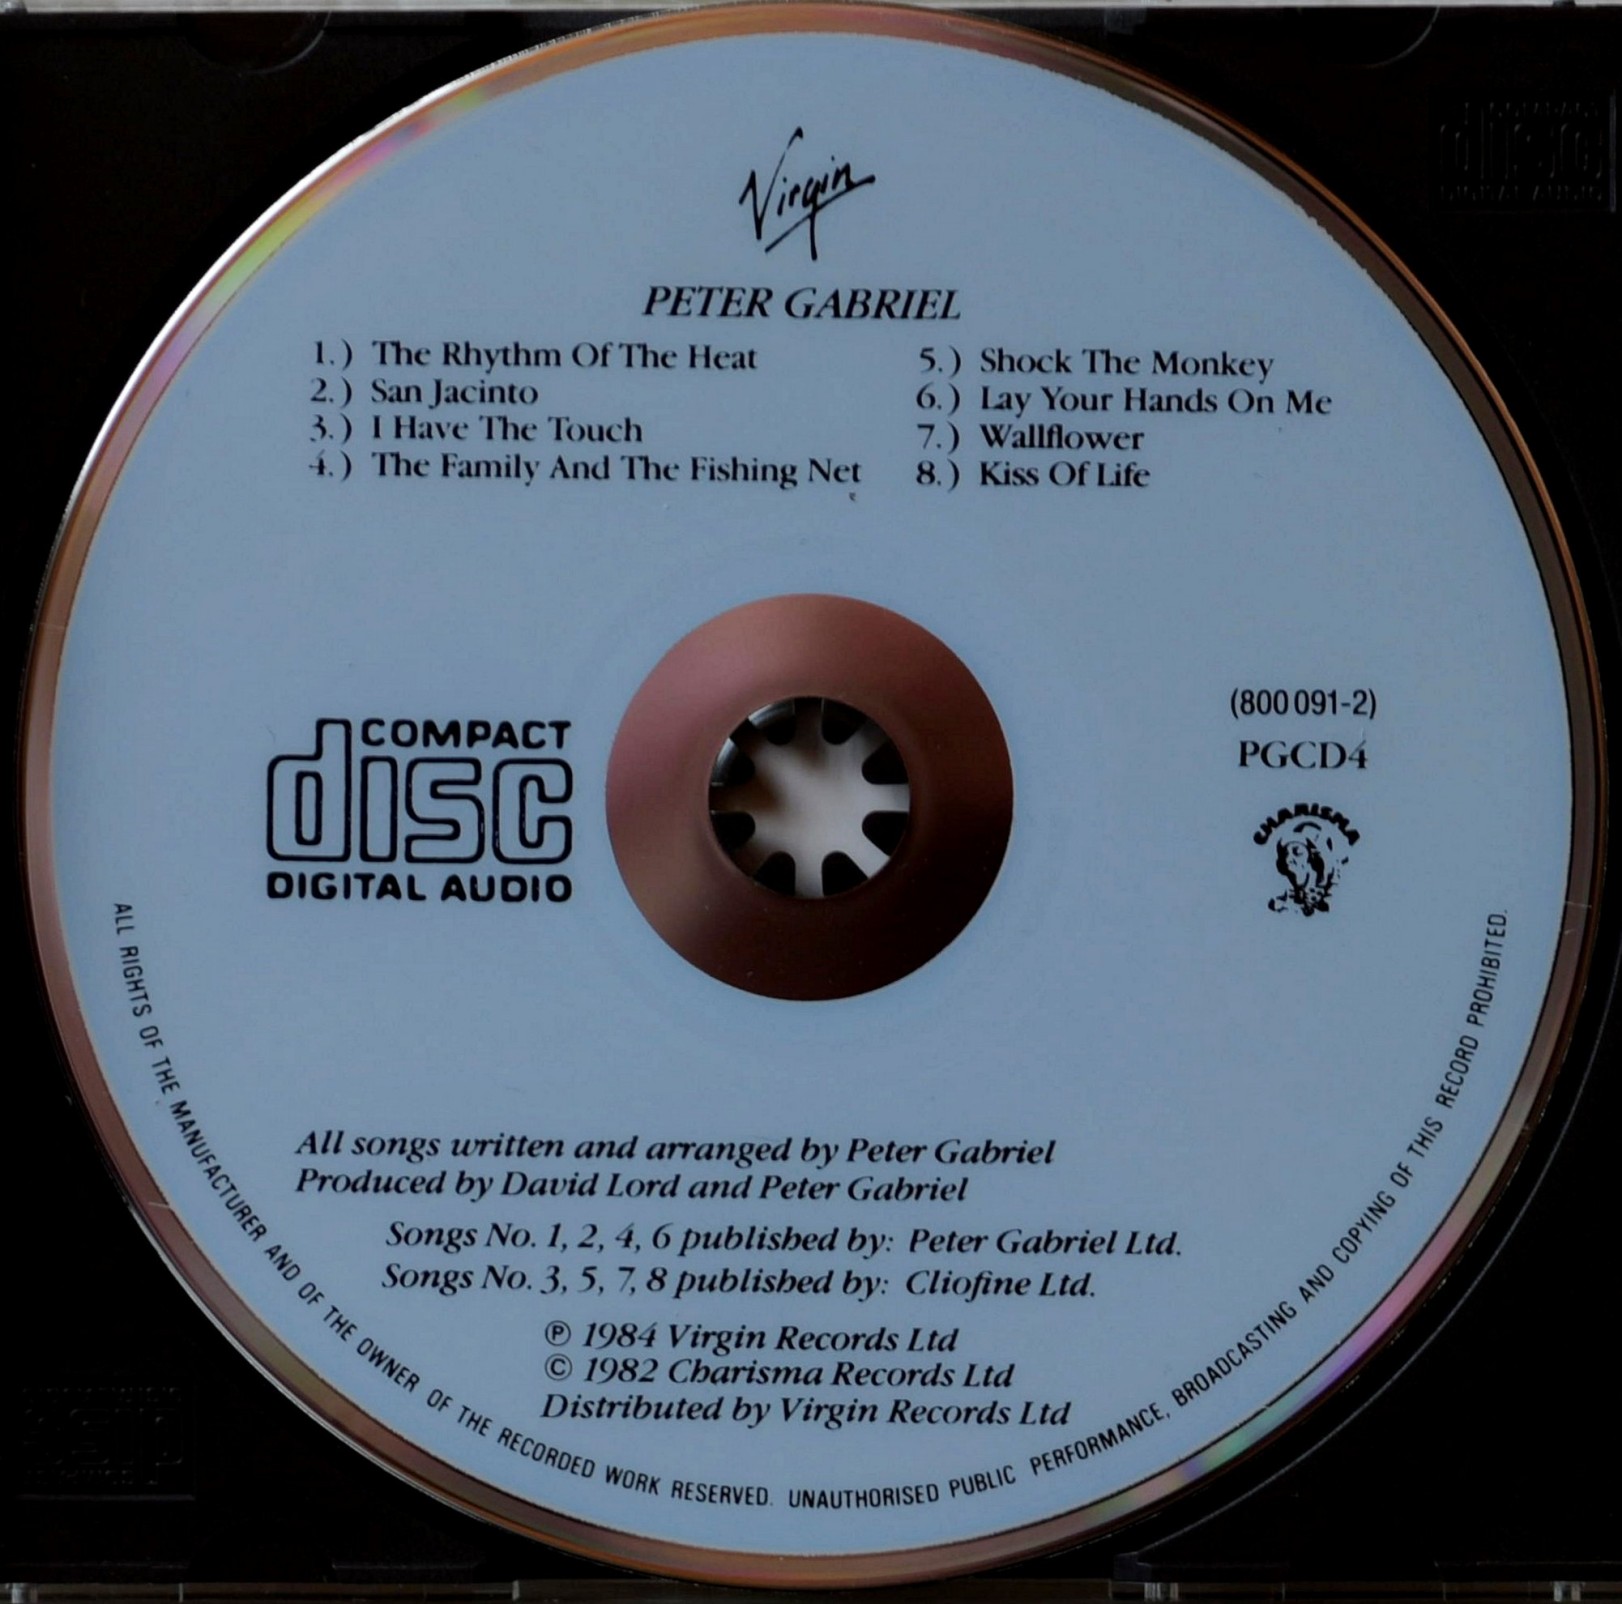 Virgin
PETER GABRIEL
1.) The Rhythm Of The Heat
2.) San Jacinto
3.) I Have The Touch
4.) The Family And The Fishing Net
5.) Shock The Monkey
6.) Lay Your Hands On Me
7.) Wallflower
8.) Kiss Of Life
COMPACT
disc
DIGITAL AUDIO
(800 091-2)
PGCD4
CHARISMA
All songs written and arranged by Peter Gabriel
Produced by David Lord and Peter Gabriel
Songs No. 1, 2, 4, 6 published by: Peter Gabriel Ltd.
Songs No. 3, 5, 7, 8 published by: Cliofine Ltd.
℗ 1984 Virgin Records Ltd
© 1982 Charisma Records Ltd
Distributed by Virgin Records Ltd
ALL RIGHTS OF THE MANUFACTURER AND OF THE OWNER OF THE RECORDED WORK RESERVED. UNAUTHORISED PUBLIC PERFORMANCE, BROADCASTING AND COPYING OF THIS RECORD PROHIBITED.
COMPACT
disc
DIGITAL AUDIO